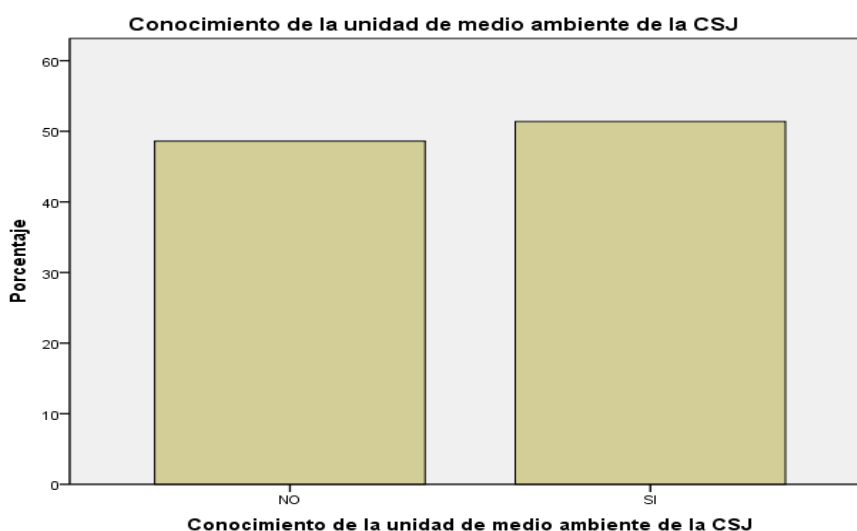 Conocimiento de la unidad de medio ambiente de la CSJ
60
50
40
30
20
10
0
Porcentaje
NO
SI
Conocimiento de la unidad de medio ambiente de la CSJ